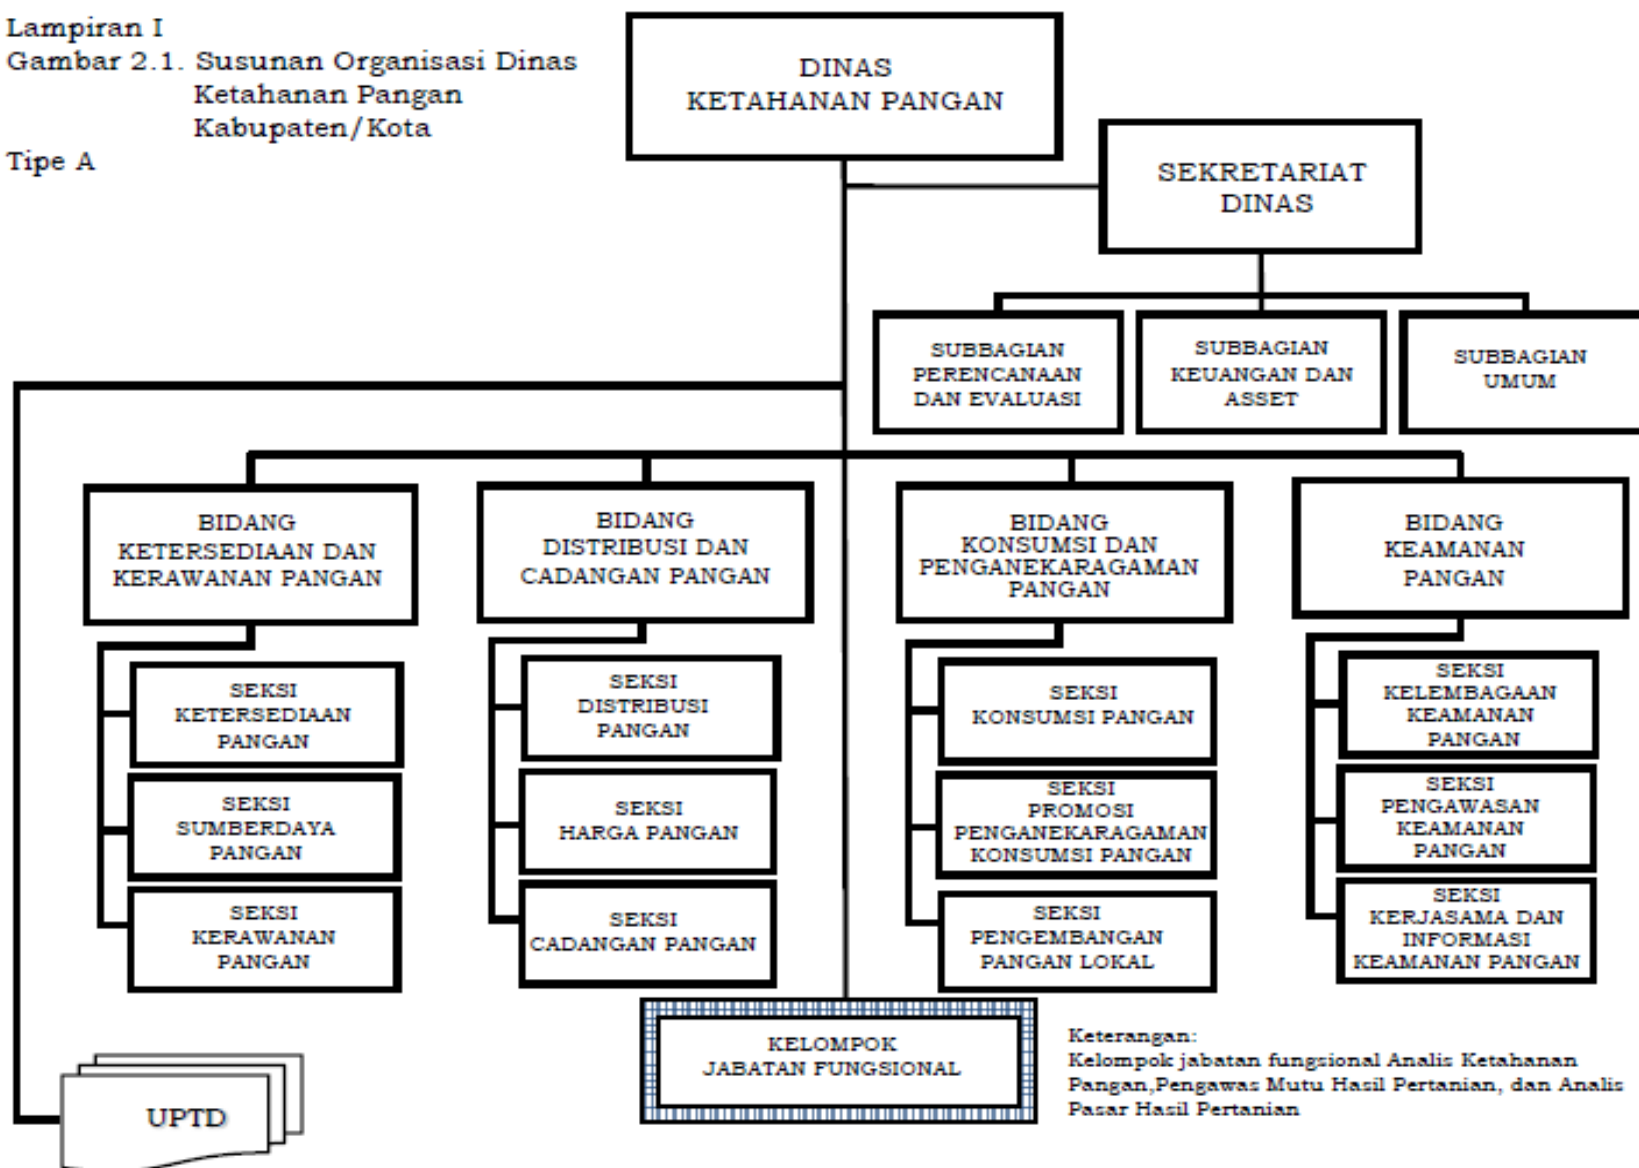 Lampiran I
Gambar 2.1. Susunan Organisasi Dinas
Ketahanan Pangan
Kabupaten/Kota
Tipe A
DINAS
KETAHANAN PANGAN
SEKRETARIAT
DINAS
SUBBAGIAN
PERENCANAAN
DAN EVALUASI
SUBBAGIAN
KEUANGAN DAN
ASSET
SUBBAGIAN
UMUM
BIDANG
KETERSEDIAAN DAN
KERAWANAN PANGAN
BIDANG
DISTRIBUSI DAN
CADANGAN PANGAN
BIDANG
KONSUMSI DAN
PENGANEKARAGAMAN
PANGAN
BIDANG
KEAMANAN
PANGAN
SEKSI
KETERSEDIAAN
PANGAN
SEKSI
SUMBERDAYA
PANGAN
SEKSI
KERAWANAN
PANGAN
SEKSI
DISTRIBUSI
PANGAN
SEKSI
HARGA PANGAN
SEKSI
CADANGAN PANGAN
SEKSI
KONSUMSI PANGAN
SEKSI
PROMOSI
PENGANEKARAGAMAN
KONSUMSI PANGAN
SEKSI
PENGEMBANGAN
PANGAN LOKAL
SEKSI
KELEMBAGAAN
KEAMANAN
PANGAN
SEKSI
PENGAWASAN
KEAMANAN
PANGAN
SEKSI
KERJASAMA DAN
INFORMASI
KEAMANAN PANGAN
KELOMPOK
JABATAN FUNGSIONAL
Keterangan:
Kelompok jabatan fungsional Analis Ketahanan
Pangan,Pengawas Mutu Hasil Pertanian, dan Analis
Pasar Hasil Pertanian
UPTD